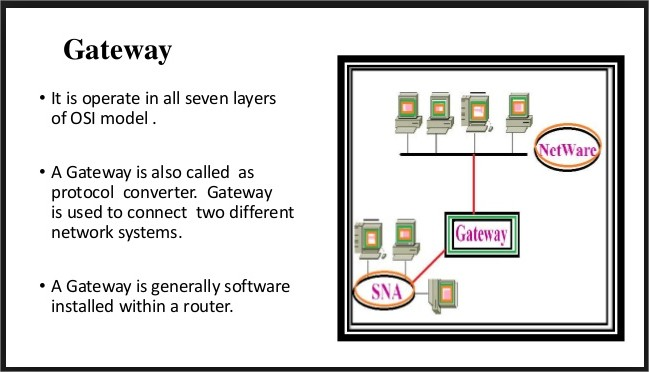 Gateway
• It is operate in all seven layers
of OSI model .
• A Gateway is also called as
protocol converter. Gateway
is used to connect two different
network systems.
• A Gateway is generally software
installed within a router.
NetWare
Gateway
SNA